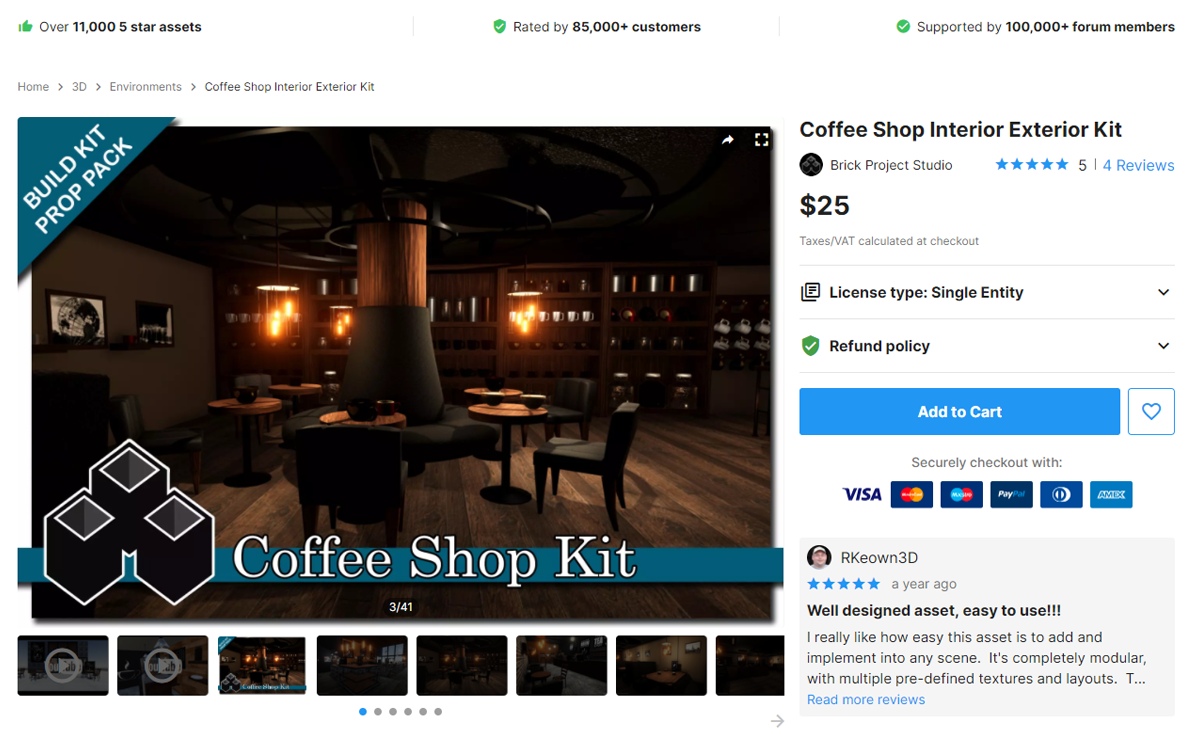 Over 11,000 5 star assets
Rated by 85,000+ customers
Supported by 100,000+ forum members
Home > 3D > Environments > Coffee Shop Interior Exterior Kit
BUILD KIT
PROP PACK
Coffee Shop Kit
3/41
Coffee Shop Interior Exterior Kit
Brick Project Studio
5 | 4 Reviews
$25
Taxes/VAT calculated at checkout
License type: Single Entity
Refund policy
Add to Cart
Securely checkout with:
VISA
PayPal
AMEX
RKeown3D
a year ago
Well designed asset, easy to use!!!
I really like how easy this asset is to add and
implement into any scene.  It's completely modular,
with multiple pre-defined textures and layouts.  T...
Read more reviews